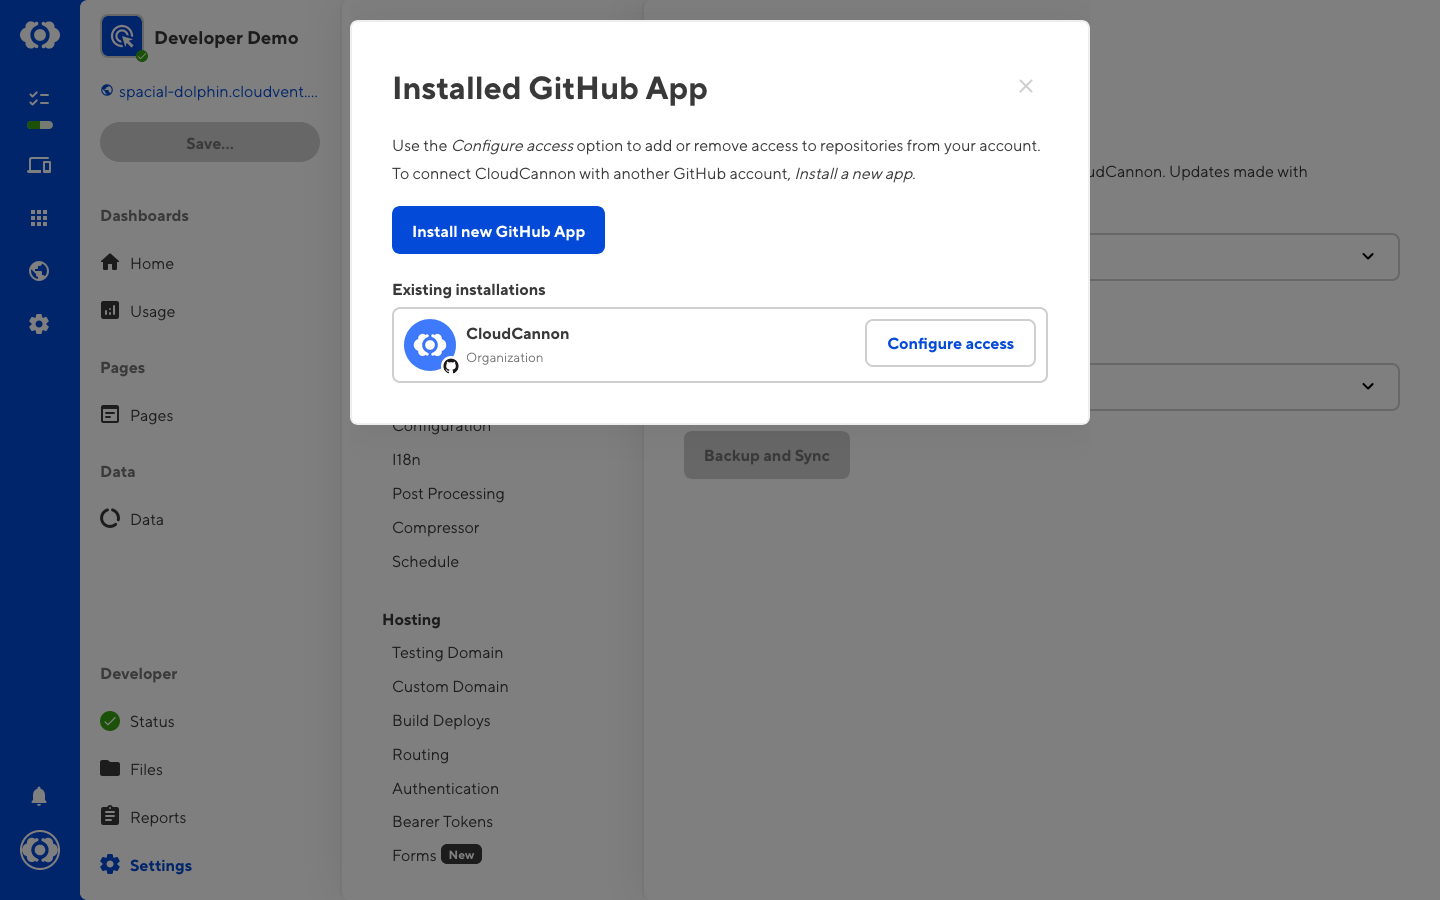 Developer Demo
spacial-dolphin.cloudvent....
Save...
Dashboards
Home
Usage
Pages
Pages
Data
Data
Developer
Status
Files
Reports
Settings
Installed GitHub App
Use the Configure access option to add or remove access to repositories from your account.
To connect CloudCannon with another GitHub account, Install a new app.
Install new GitHub App
Existing installations
CloudCannon
Organization
Configure access
Configuration
I18n
Post Processing
Compressor
Schedule
Hosting
Testing Domain
Custom Domain
Build Deploys
Routing
Authentication
Bearer Tokens
Forms New
udCannon. Updates made with
Backup and Sync